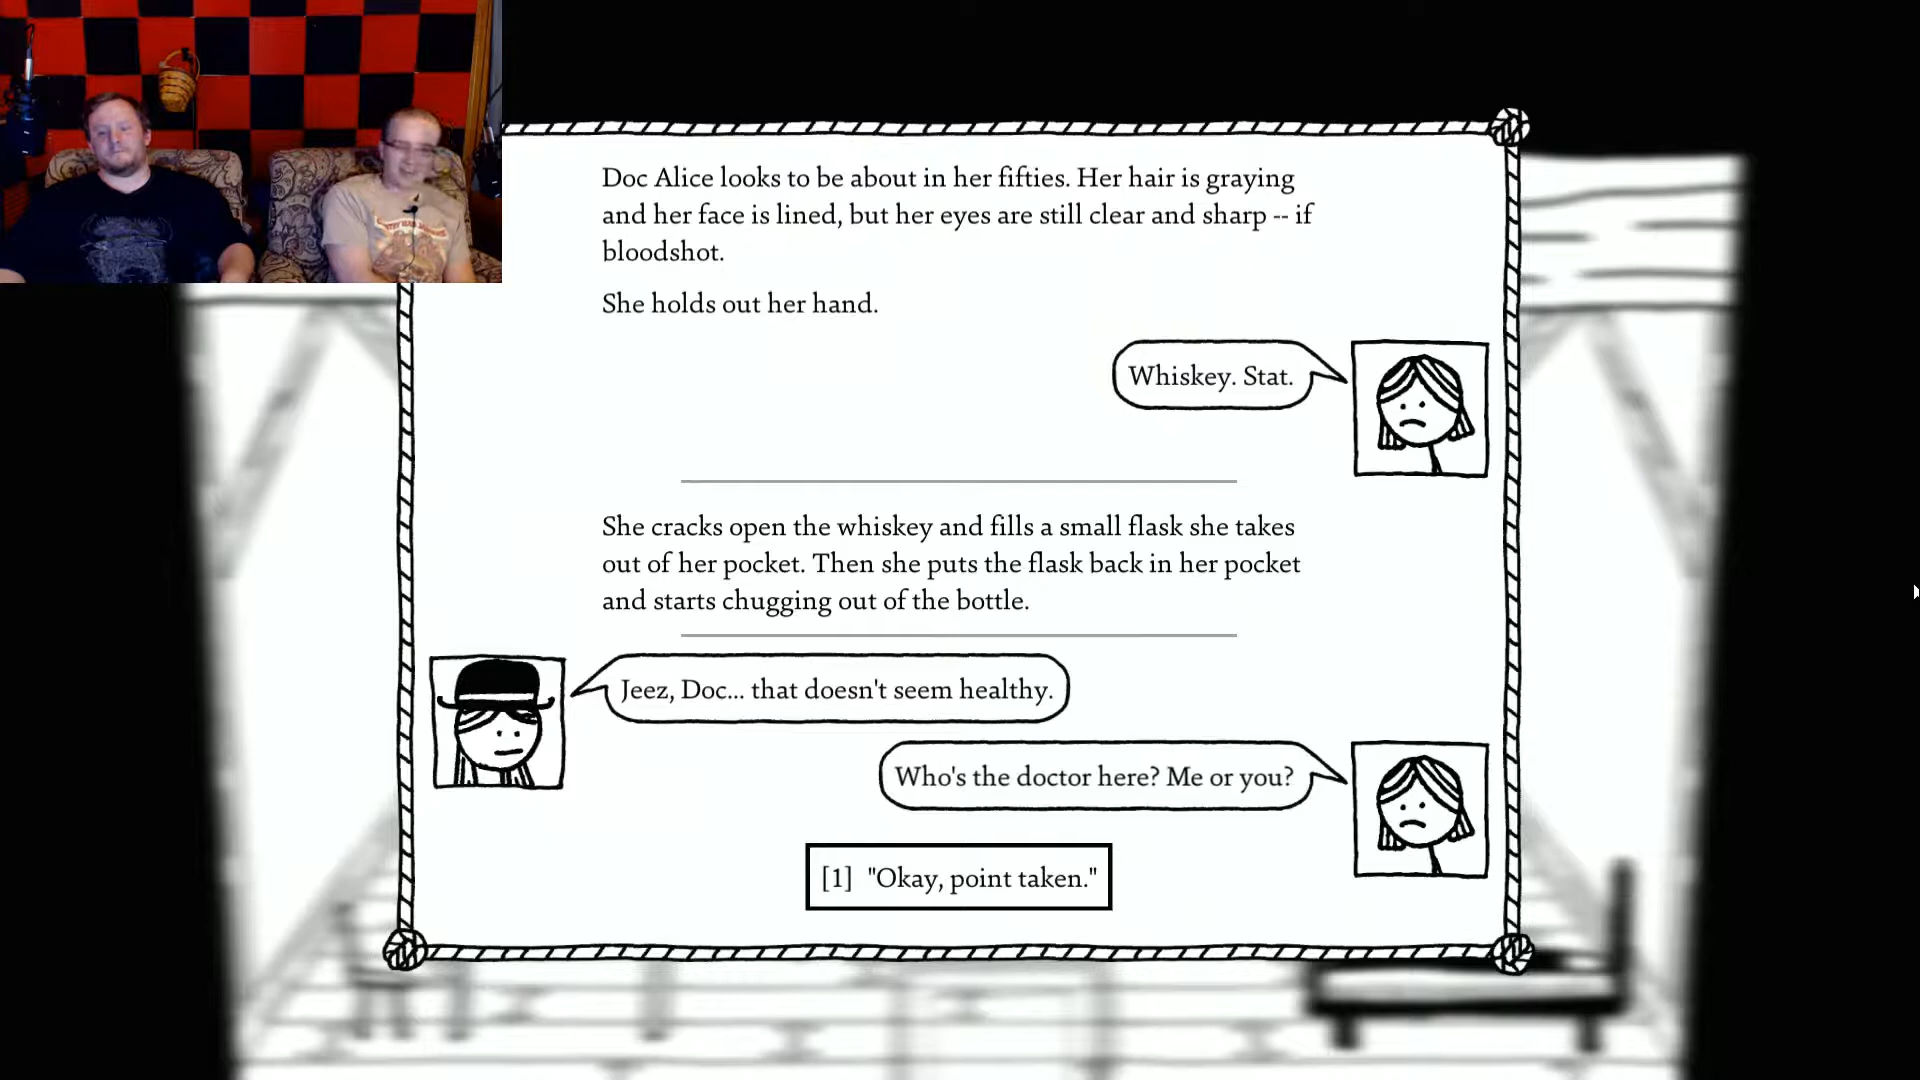 Doc Alice looks to be about in her fifties. Her hair is graying
and her face is lined, but her eyes are still clear and sharp -- if
bloodshot.
She holds out her hand.
Whiskey. Stat.
She cracks open the whiskey and fills a small flask she takes
out of her pocket. Then she puts the flask back in her pocket
and starts chugging out of the bottle.
Jeez, Doc... that doesn't seem healthy.
Who's the doctor here? Me or you?
[1] "Okay, point taken."